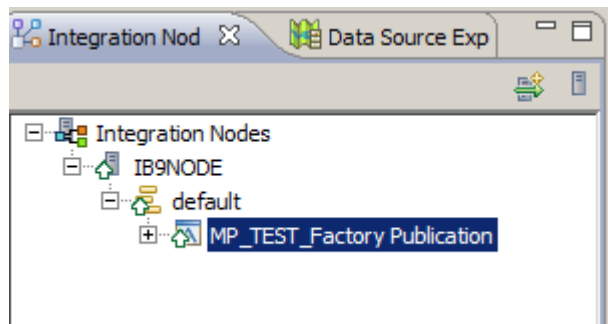 Integration Nod Data Source Exp
Integration Nodes
IB9NODE
default
MP_TEST_Factory Publication